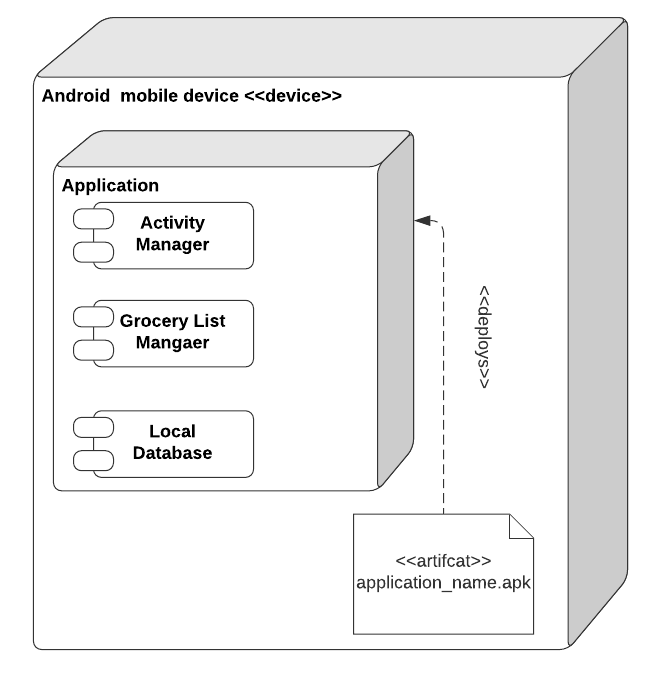 Android  mobile device <<device>>
Application
Activity
Manager
Grocery List
Mangaer
Local
Database
<<deploys>>
<<artifcat>>
application_name.apk